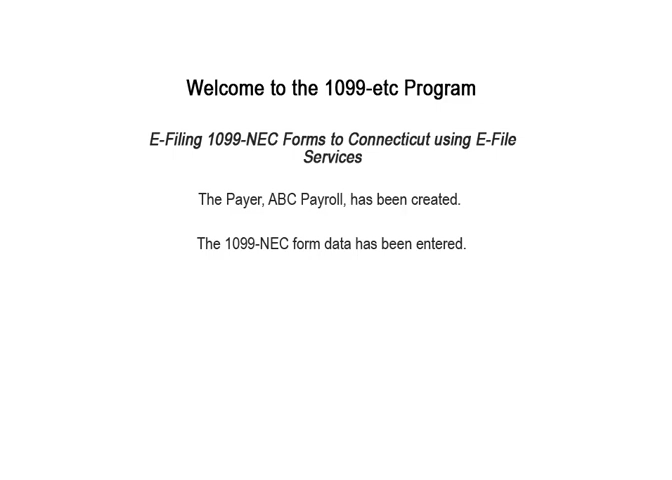 Welcome to the 1099-etc Program
E-Filing 1099-NEC Forms to Connecticut using E-File
Services
The Payer, ABC Payroll, has been created.
The 1099-NEC form data has been entered.